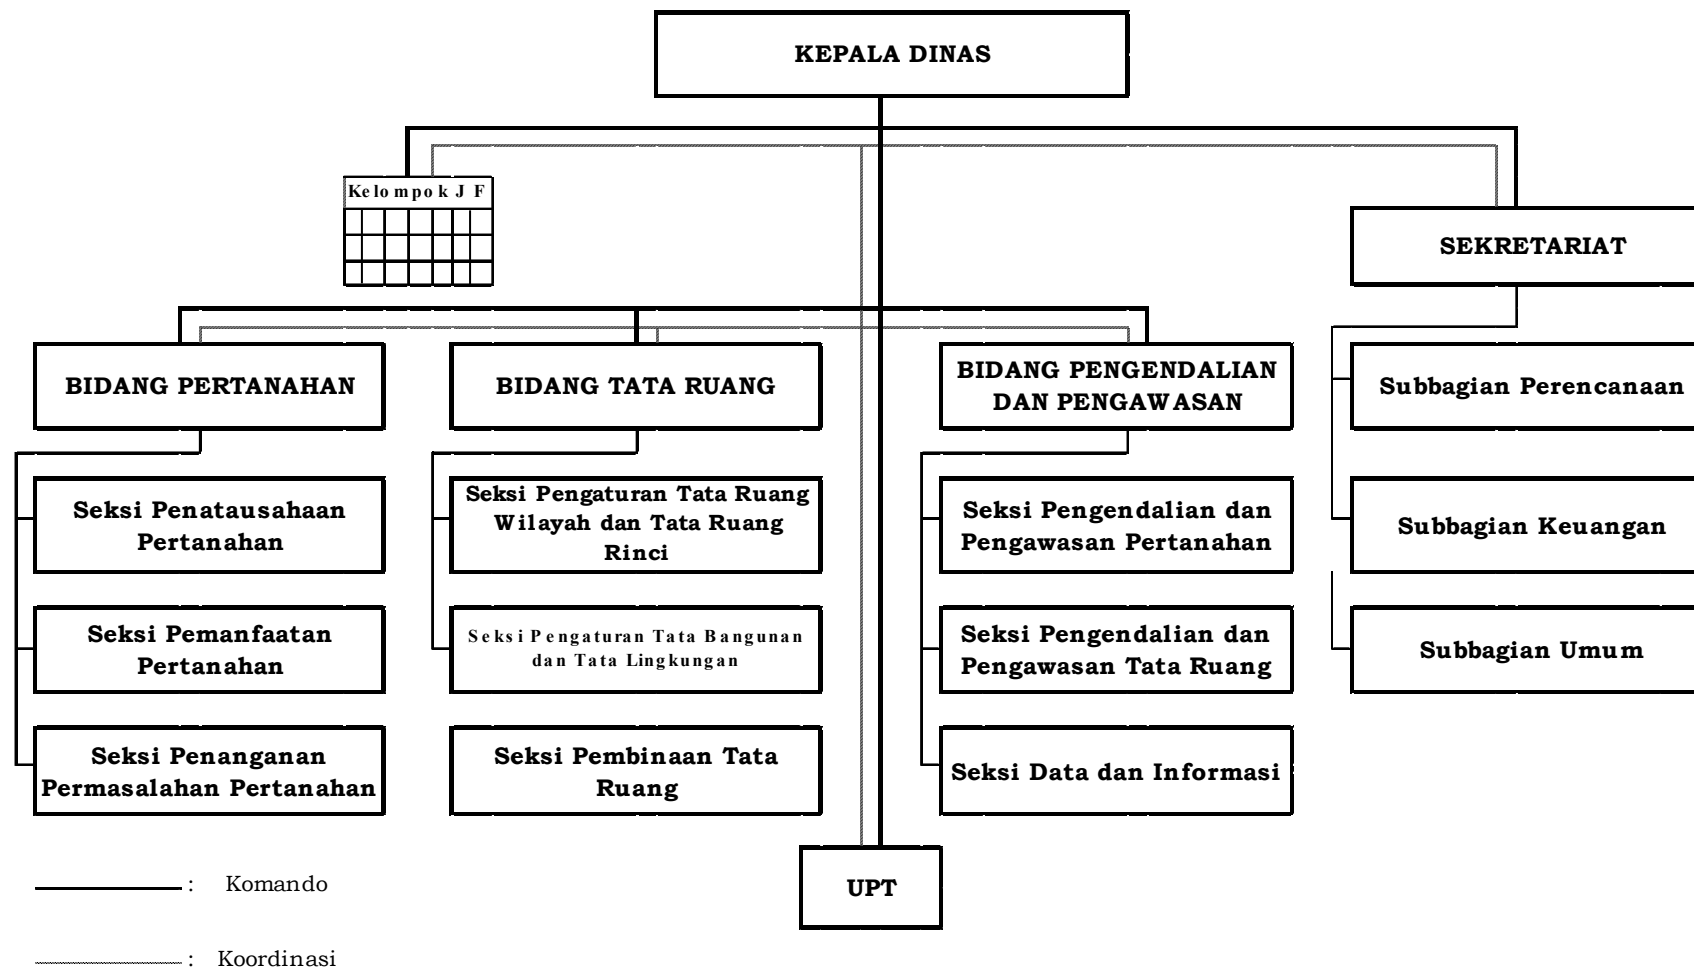 KEPALA DINAS
Kelompok J F
SEKRETARIAT
BIDANG PERTANAHAN
BIDANG TATA RUANG
BIDANG PENGENDALIAN
DAN PENGAWASAN
Subbagian Perencanaan
Seksi Penatausahaan
Pertanahan
Seksi Pengaturan Tata Ruang
Wilayah dan Tata Ruang
Rinci
Seksi Pengendalian dan
Pengawasan Pertanahan
Subbagian Keuangan
Seksi Pemanfaatan
Pertanahan
Seksi Pengaturan Tata Bangunan
dan Tata Lingkungan
Seksi Pengendalian dan
Pengawasan Tata Ruang
Subbagian Umum
Seksi Penanganan
Permasalahan Pertanahan
Seksi Pembinaan Tata
Ruang
Seksi Data dan Informasi
UPT
: Komando
: Koordinasi